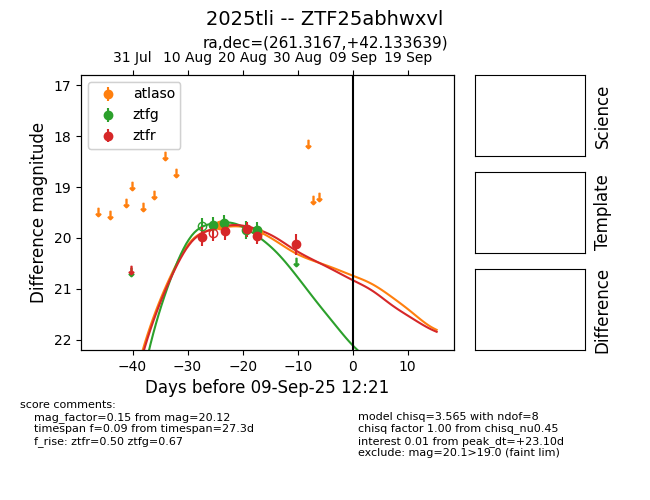 2025tli -- ZTF25abhwxvl
ra,dec=(261.3167,+42.133639)
31 Jul 10 Aug 20 Aug 30 Aug 09 Sep 19 Sep
atlaso
ztfg
ztfr
17
18
19
20
21
22
Difference magnitude
−40 −30 −20 −10 0 10
Days before 09-Sep-25 12:21
Science
Template
Difference
score comments:
mag_factor=0.15 from mag=20.12
timespan f=0.09 from timespan=27.3d
f_rise: ztfr=0.50 ztfg=0.67
model chisq=3.565 with ndof=8
chisq factor 1.00 from chisq_nu0.45
interest 0.01 from peak_dt=+23.10d
exclude: mag=20.1>19.0 (faint lim)